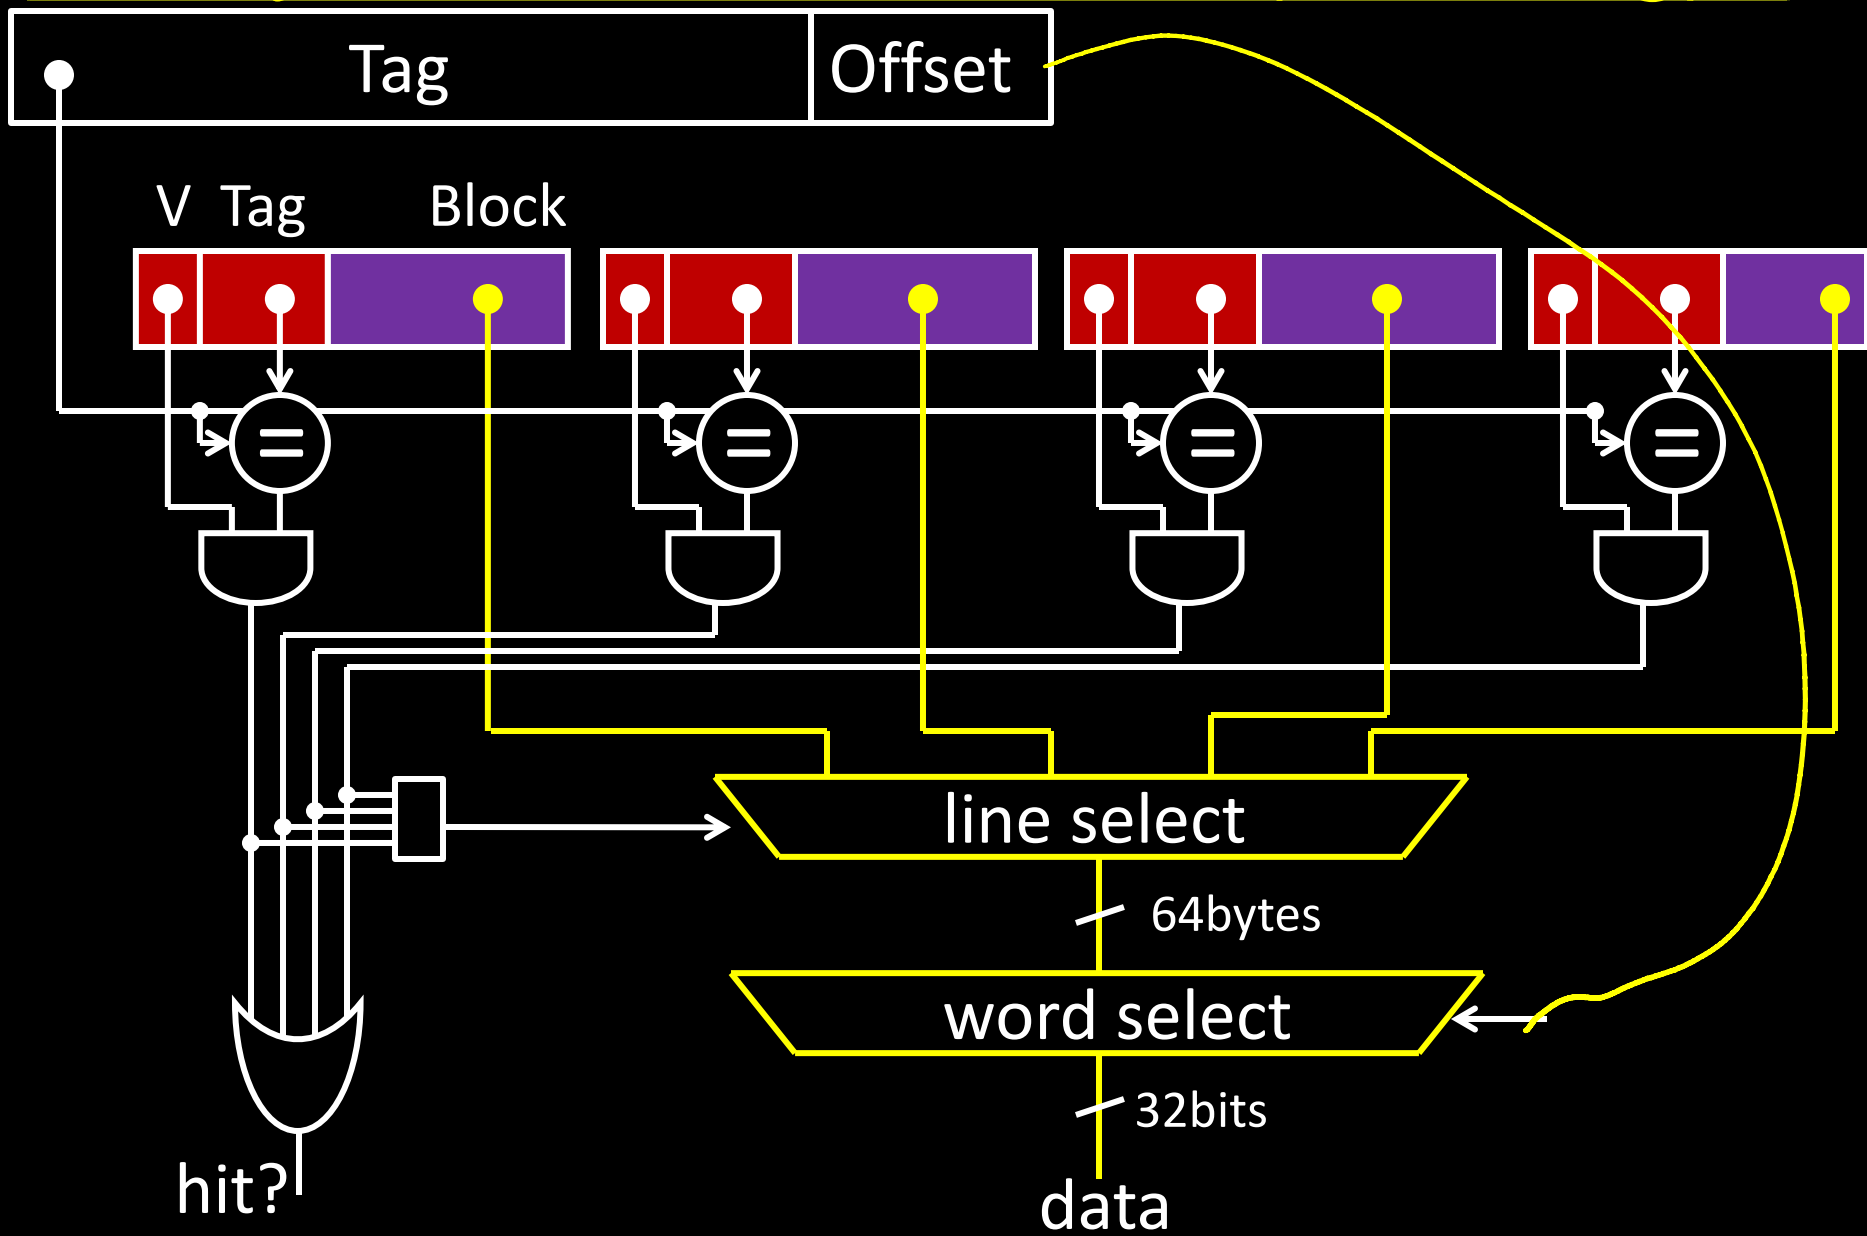 Tag Offset
V Tag Block
= = = =
line select
64bytes
word select
32bits
hit?
data